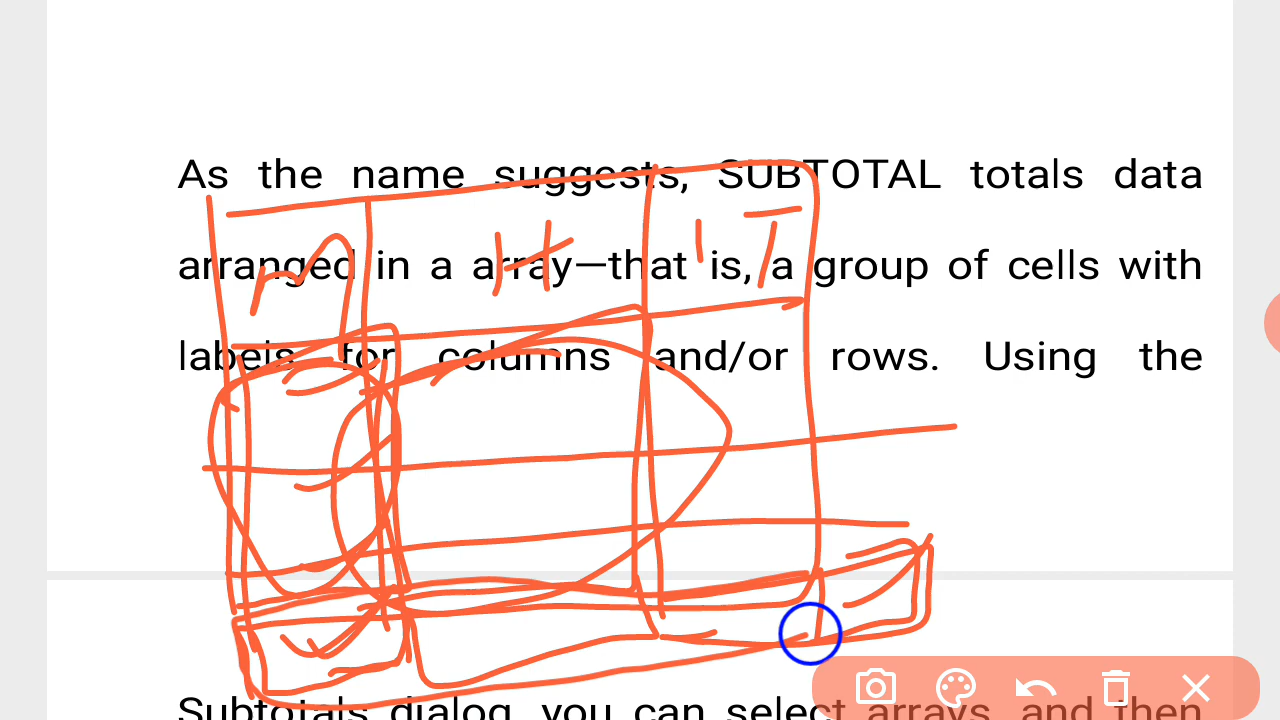 As the name suggests, SUBTOTAL totals data
arranged in a array—that is, a group of cells with
labels for columns and/or rows. Using the
Subtotals dialog, you can select arrays, and then